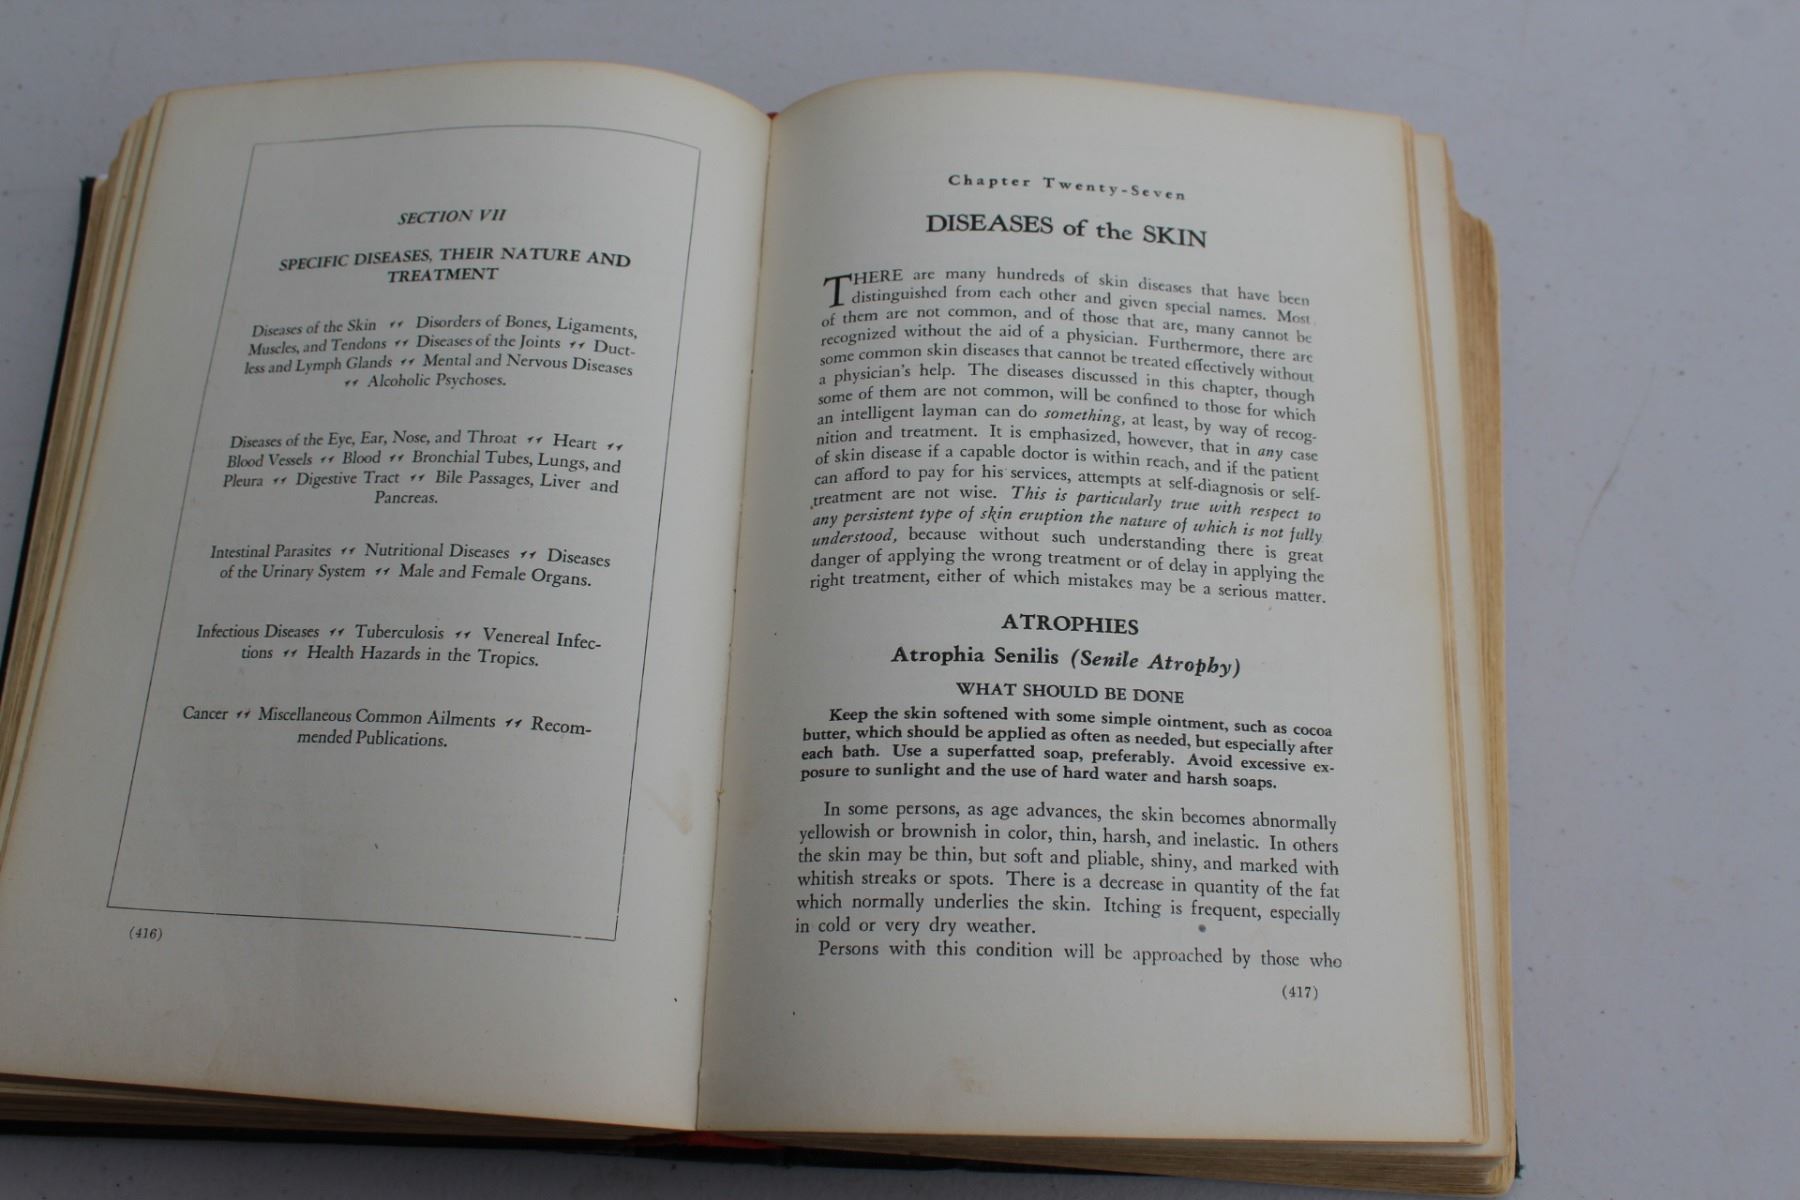 SECTION VII
SPECIFIC DISEASES, THEIR NATURE AND
TREATMENT
Diseases of the Skin ❧ Disorders of Bones, Ligaments,
Muscles, and Tendons ❧ Diseases of the Joints ❧ Duct-
less and Lymph Glands ❧ Mental and Nervous Diseases
❧ Alcoholic Psychoses.
Diseases of the Eye, Ear, Nose, and Throat ❧ Heart ❧
Blood Vessels ❧ Blood ❧ Bronchial Tubes, Lungs, and
Pleura ❧ Digestive Tract ❧ Bile Passages, Liver and
Pancreas.
Intestinal Parasites ❧ Nutritional Diseases ❧ Diseases
of the Urinary System ❧ Male and Female Organs.
Infectious Diseases ❧ Tuberculosis ❧ Venereal Infec-
tions ❧ Health Hazards in the Tropics.
Cancer ❧ Miscellaneous Common Ailments ❧ Recom-
mended Publications.
(416)
Chapter Twenty-Seven
DISEASES of the SKIN
THERE are many hundreds of skin diseases that have been
distinguished from each other and given special names. Most
of them are not common, and of those that are, many cannot be
recognized without the aid of a physician. Furthermore, there are
some common skin diseases that cannot be treated effectively without
a physician's help. The diseases discussed in this chapter, though
some of them are not common, will be confined to those for which
an intelligent layman can do something, at least, by way of recog-
nition and treatment. It is emphasized, however, that in any case
of skin disease if a capable doctor is within reach, and if the patient
can afford to pay for his services, attempts at self-diagnosis or self-
treatment are not wise. This is particularly true with respect to
any persistent type of skin eruption the nature of which is not fully
understood, because without such understanding there is great
danger of applying the wrong treatment or of delay in applying the
right treatment, either of which mistakes may be a serious matter.
ATROPHIES
Atrophia Senilis (Senile Atrophy)
WHAT SHOULD BE DONE
Keep the skin softened with some simple ointment, such as cocoa
butter, which should be applied as often as needed, but especially after
each bath. Use a superfatted soap, preferably. Avoid excessive ex-
posure to sunlight and the use of hard water and harsh soaps.
In some persons, as age advances, the skin becomes abnormally
yellowish or brownish in color, thin, harsh, and inelastic. In others
the skin may be thin, but soft and pliable, shiny, and marked with
whitish streaks or spots. There is a decrease in quantity of the fat
which normally underlies the skin. Itching is frequent, especially
in cold or very dry weather.
Persons with this condition will be approached by those who
(417)